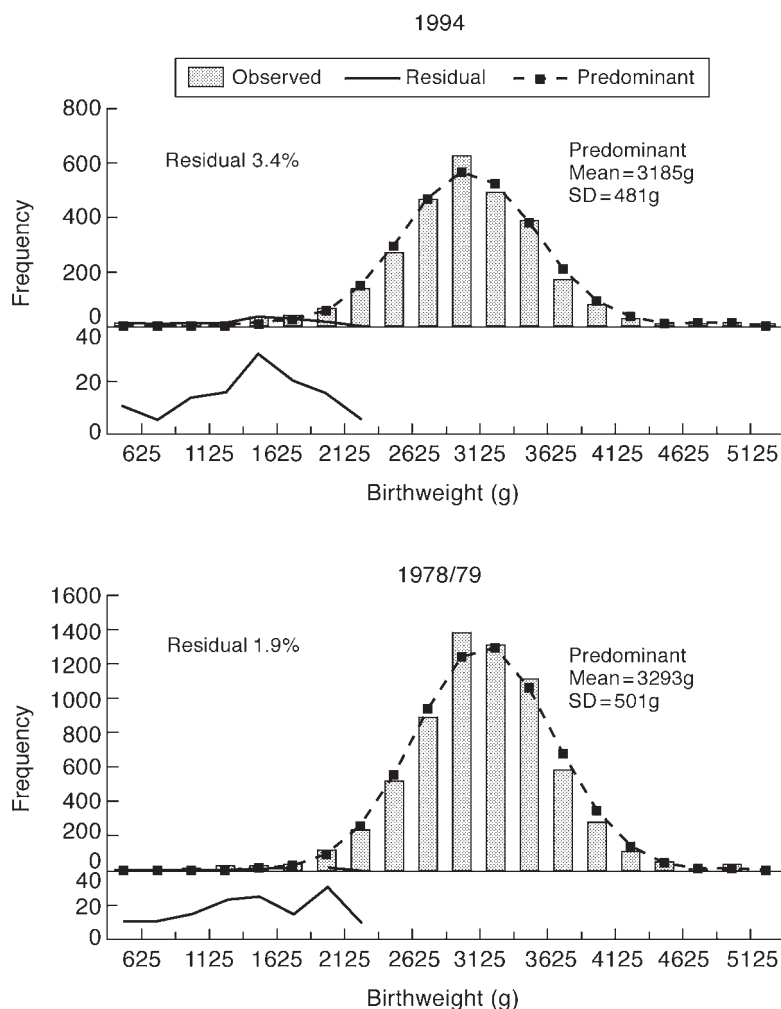 1994
Observed Residual Predominant
800
600
400
200
0
40
20
0
Frequency
Residual 3.4%
Predominant
Mean=3185g
SD=481g
625 1125 1625 2125 2625 3125 3625 4125 4625 5125
Birthweight (g)
1978/79
1600
1400
1200
1000
800
600
400
200
0
40
20
0
Frequency
Residual 1.9%
Predominant
Mean=3293g
SD=501g
625 1125 1625 2125 2625 3125 3625 4125 4625 5125
Birthweight (g)